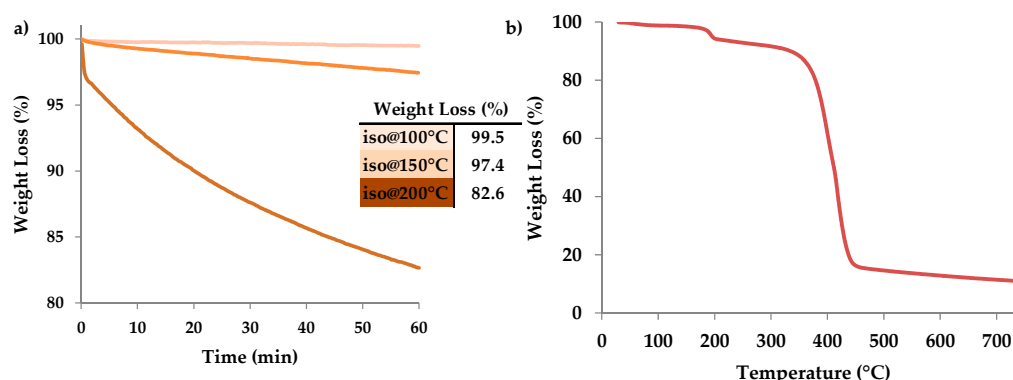 a)
100
95
90
85
80
Weight Loss (%)
0 10 20 30 40 50 60
Time (min)
Weight Loss (%)
iso@100°C 99.5
iso@150°C 97.4
iso@200°C 82.6
b)
100
80
60
40
20
0
Weight Loss (%)
0 100 200 300 400 500 600 700
Temperature (°C)